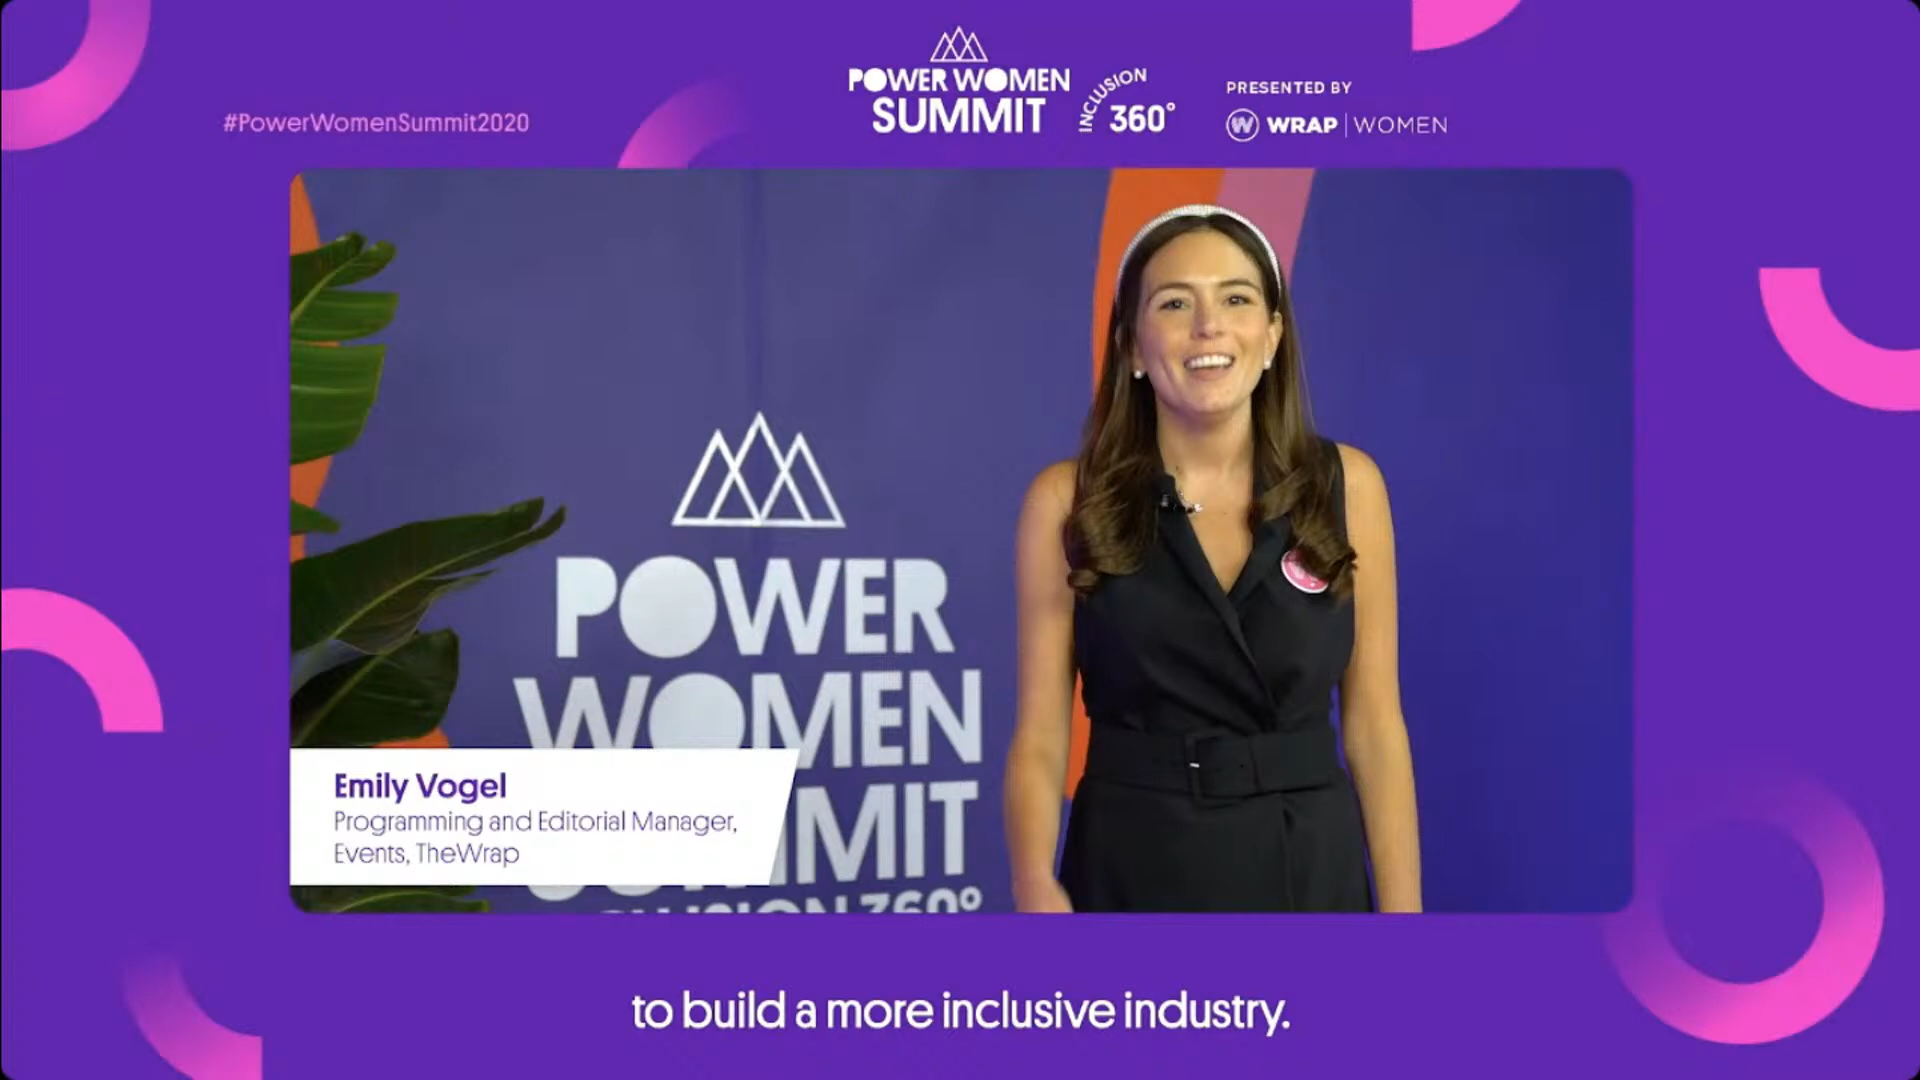 #PowerWomenSummit2020
POWER WOMEN
SUMMIT
INCLUSION
360°
PRESENTED BY
W WRAP | WOMEN
POWER
WOMEN
MIT
360°
Emily Vogel
Programming and Editorial Manager,
Events, TheWrap
to build a more inclusive industry.